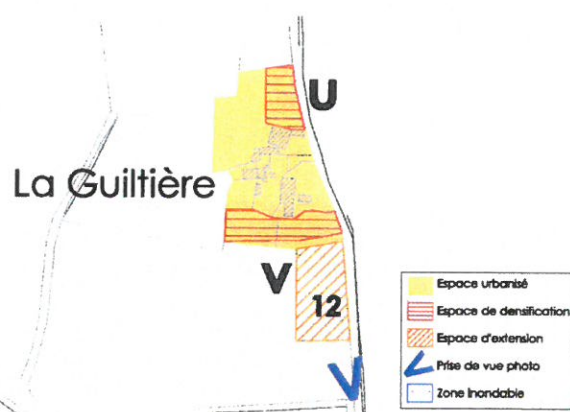 U
La Guiltière
V
12
Espace urbanisé
Espace de densification
Espace d'extension
Prise de vue photo
Zone Inondable